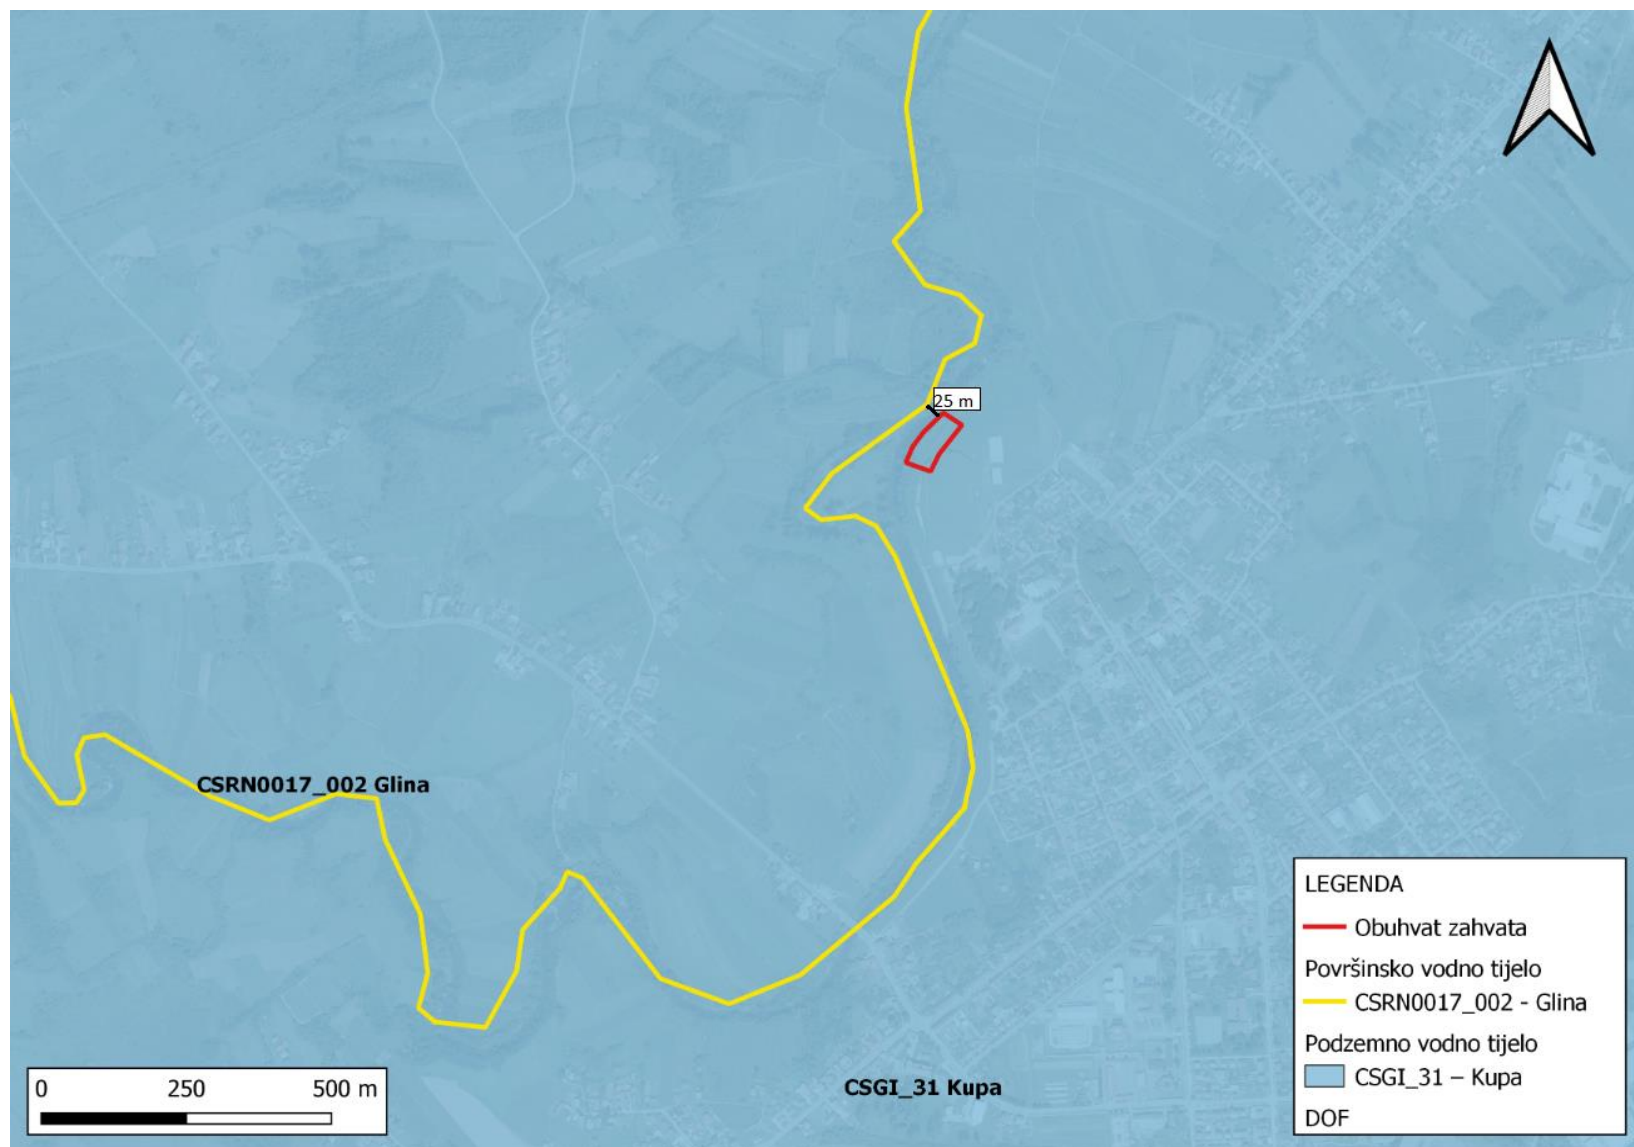 25 m
CSRN0017_002 Glina
CSGI_31 Kupa
0 250 500 m
LEGENDA
Obuhvat zahvata
Površinsko vodno tijelo
CSRN0017_002 - Glina
Podzemno vodno tijelo
CSGI_31 – Kupa
DOF